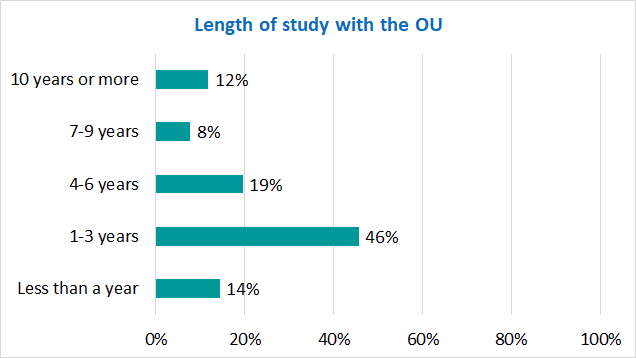 Length of study with the OU
10 years or more 12%
7-9 years 8%
4-6 years 19%
1-3 years 46%
Less than a year 14%
0% 20% 40% 60% 80% 100%